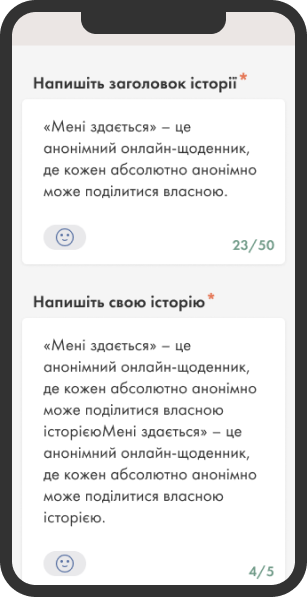 Напишіть заголовок історії*
«Мені здається» – це
анонімний онлайн-щоденник,
де кожен абсолютно анонімно
може поділитися власною.
23/50
Напишіть свою історію*
«Мені здається» – це
анонімний онлайн-щоденник,
де кожен абсолютно анонімно
може поділитися власною
історієюМені здається» – це
анонімний онлайн-щоденник,
де кожен абсолютно анонімно
може поділитися власною
історією.
4/5